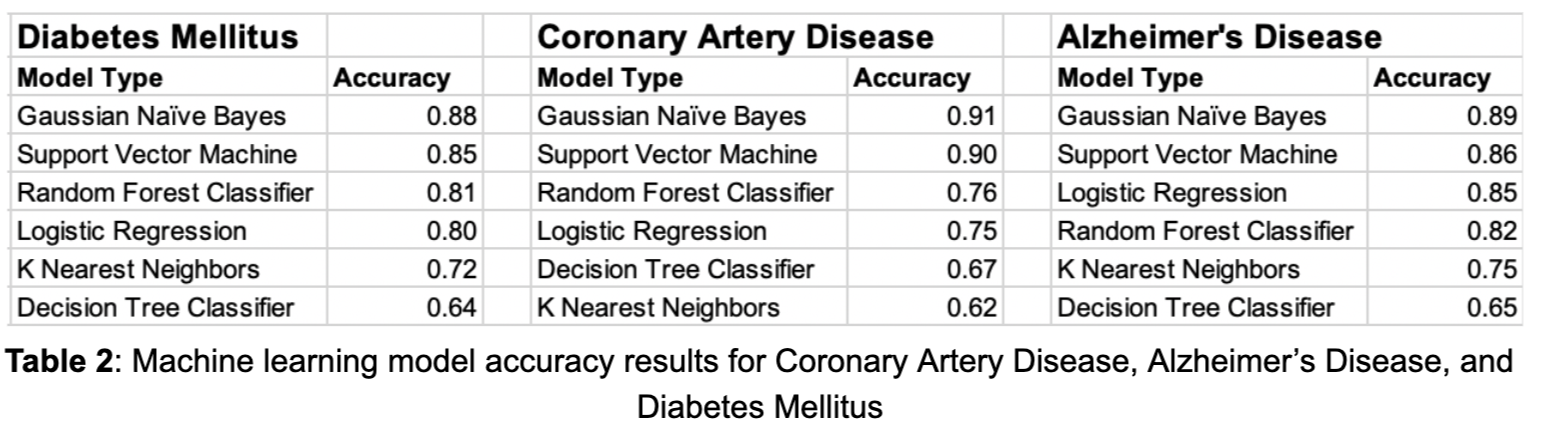 Diabetes Mellitus Coronary Artery Disease Alzheimer's Disease
Model Type Accuracy Model Type Accuracy Model Type Accuracy
Gaussian Naïve Bayes 0.88 Gaussian Naïve Bayes 0.91 Gaussian Naïve Bayes 0.89
Support Vector Machine 0.85 Support Vector Machine 0.90 Support Vector Machine 0.86
Random Forest Classifier 0.81 Random Forest Classifier 0.76 Logistic Regression 0.85
Logistic Regression 0.80 Logistic Regression 0.75 Random Forest Classifier 0.82
K Nearest Neighbors 0.72 Decision Tree Classifier 0.67 K Nearest Neighbors 0.75
Decision Tree Classifier 0.64 K Nearest Neighbors 0.62 Decision Tree Classifier 0.65
Table 2: Machine learning model accuracy results for Coronary Artery Disease, Alzheimer’s Disease, and
Diabetes Mellitus